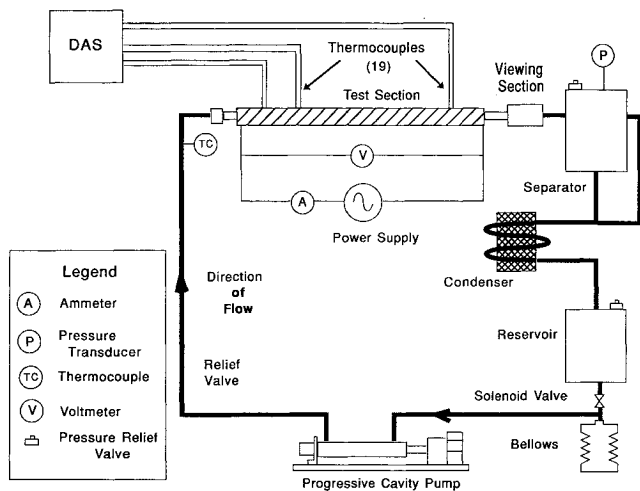 DAS
Thermocouples
(19)
Test Section
Viewing
Section
P
TC
V
A
Separator
Power Supply
Condenser
Direction
of
Flow
Relief
Valve
Reservoir
Solenoid Valve
Bellows
Progressive Cavity Pump
Legend
A Ammeter
P Pressure
Transducer
TC Thermocouple
V Voltmeter
Pressure Relief
Valve